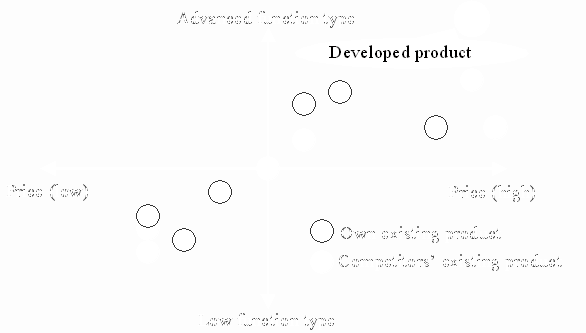 Advanced function type
Developed product
Price (low)
Price (high)
Own existing product
Competitors' existing product
Low function type